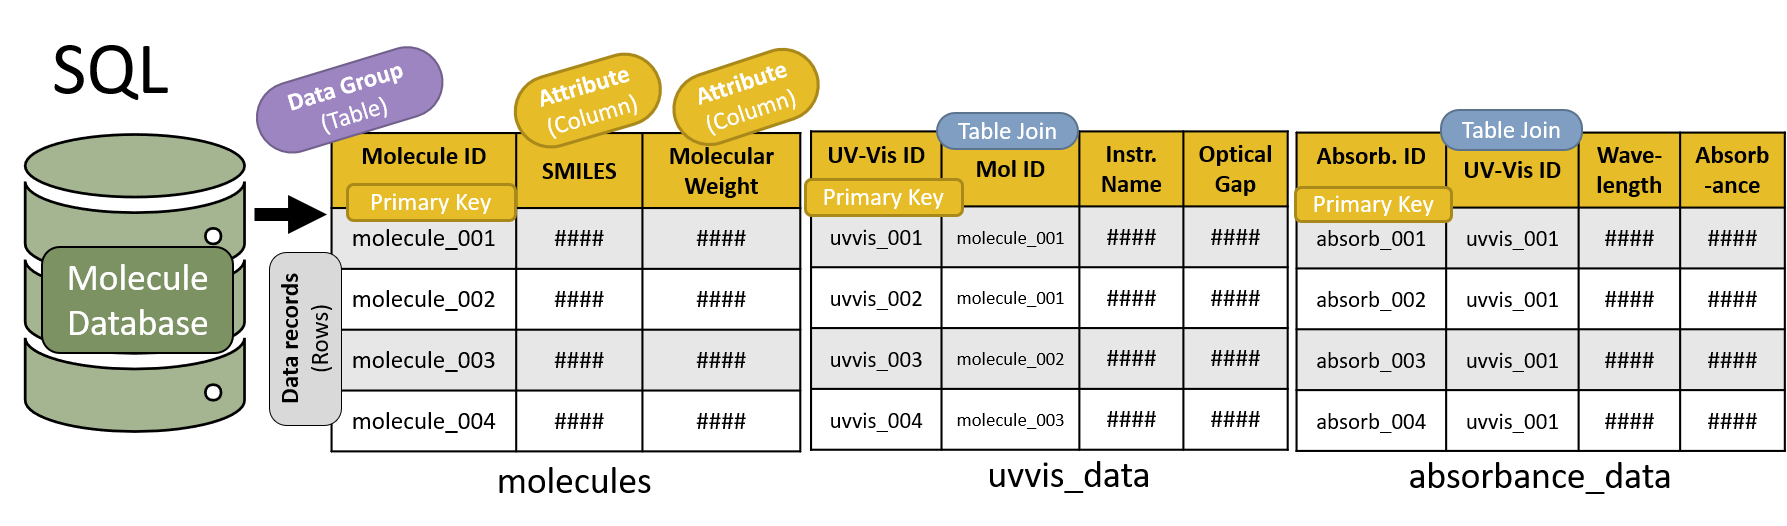 SQL
Data Group
(Table)
Attribute
(Column)
Attribute
(Column)
Molecule
Database
Data records
(Rows)
Molecule ID
Primary Key
SMILES
Molecular
Weight
molecule_001 #### ####
molecule_002 #### ####
molecule_003 #### ####
molecule_004 #### ####
molecules
Table Join
UV-Vis ID
Primary Key
Mol ID
Instr.
Name
Optical
Gap
uvvis_001 molecule_001 #### ####
uvvis_002 molecule_001 #### ####
uvvis_003 molecule_002 #### ####
uvvis_004 molecule_003 #### ####
uvvis_data
Table Join
Absorb. ID
Primary Key
UV-Vis ID
Wave-
length
Absorb
-ance
absorb_001 uvvis_001 #### ####
absorb_002 uvvis_001 #### ####
absorb_003 uvvis_001 #### ####
absorb_004 uvvis_001 #### ####
absorbance_data